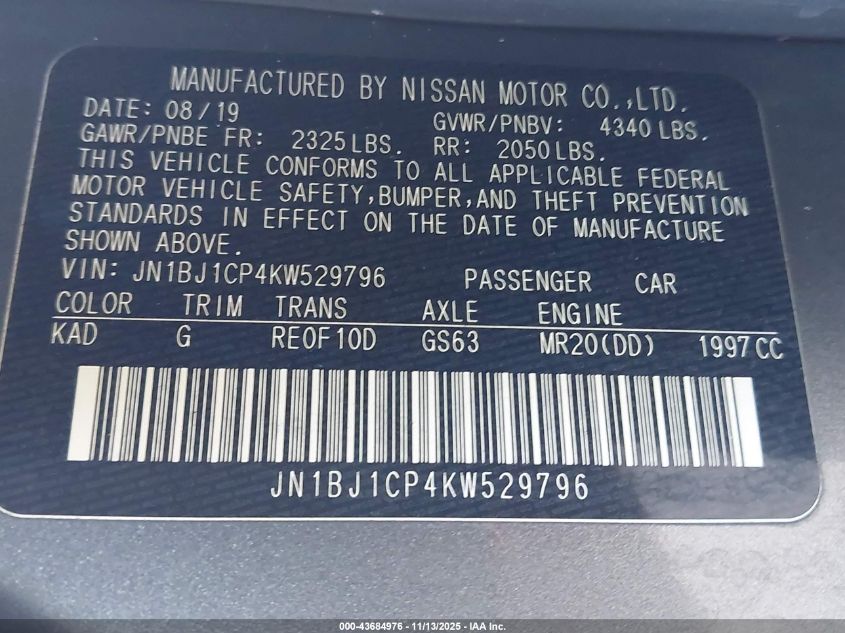 MANUFACTURED BY NISSAN MOTOR CO.,LTD.
DATE: 08/19 GVWR/PNBV: 4340 LBS.
GAWR/PNBE FR: 2325LBS. RR: 2050LBS.
THIS VEHICLE CONFORMS TO ALL APPLICABLE FEDERAL
MOTOR VEHICLE SAFETY,BUMPER,AND THEFT PREVENTION
STANDARDS IN EFFECT ON THE DATE OF MANUFACTURE
SHOWN ABOVE.
VIN: JN1BJ1CP4KW529796 PASSENGER CAR
COLOR TRIM TRANS AXLE ENGINE
KAD G RE0F10D GS63 MR20(DD) 1997CC
JN1BJ1CP4KW529796
000-43684976 - 11/13/2025 - IAA Inc.